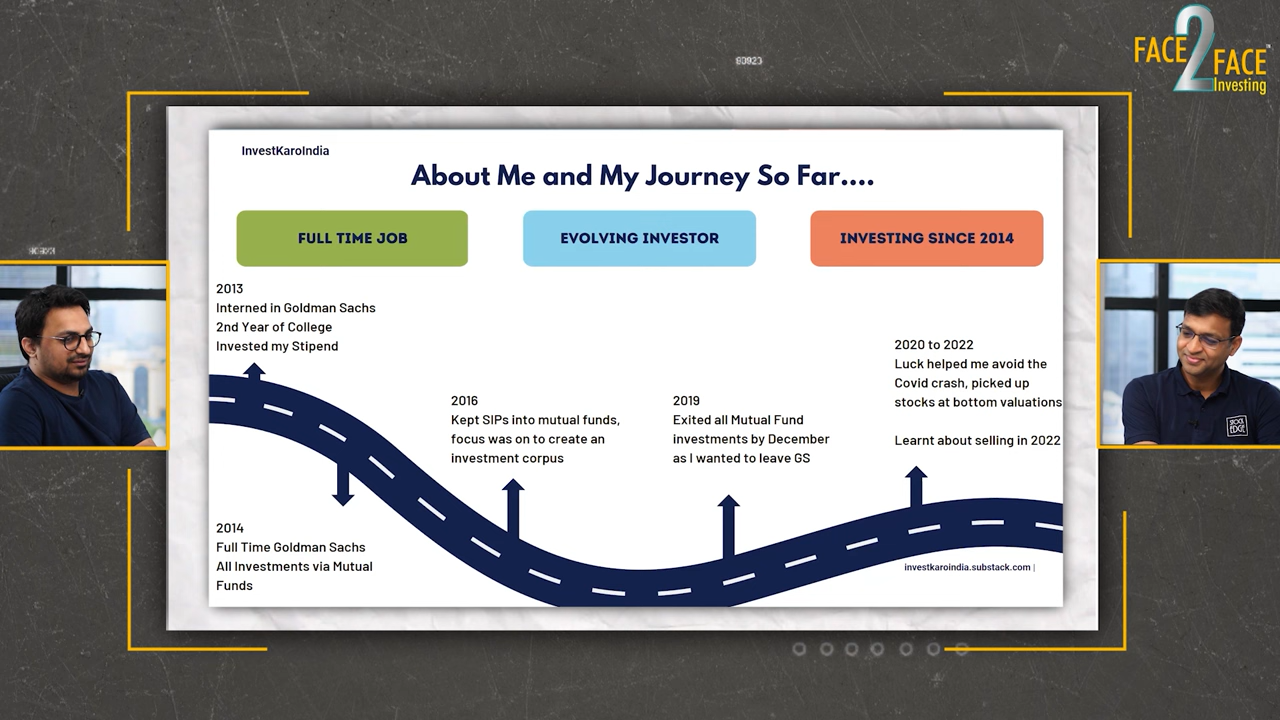 FACE 2 FACE
Investing
80923
80923
InvestKaroIndia
About Me and My Journey So Far....
FULL TIME JOB
EVOLVING INVESTOR
INVESTING SINCE 2014
2013
Interned in Goldman Sachs
2nd Year of College
Invested my Stipend
2014
Full Time Goldman Sachs
All Investments via Mutual
Funds
2016
Kept SIPs into mutual funds,
focus was on to create an
investment corpus
2019
Exited all Mutual Fund
investments by December
as I wanted to leave GS
2020 to 2022
Luck helped me avoid the
Covid crash, picked up
stocks at bottom valuations
Learnt about selling in 2022
investkaroindia.substack.com |
STOCK
EDGE